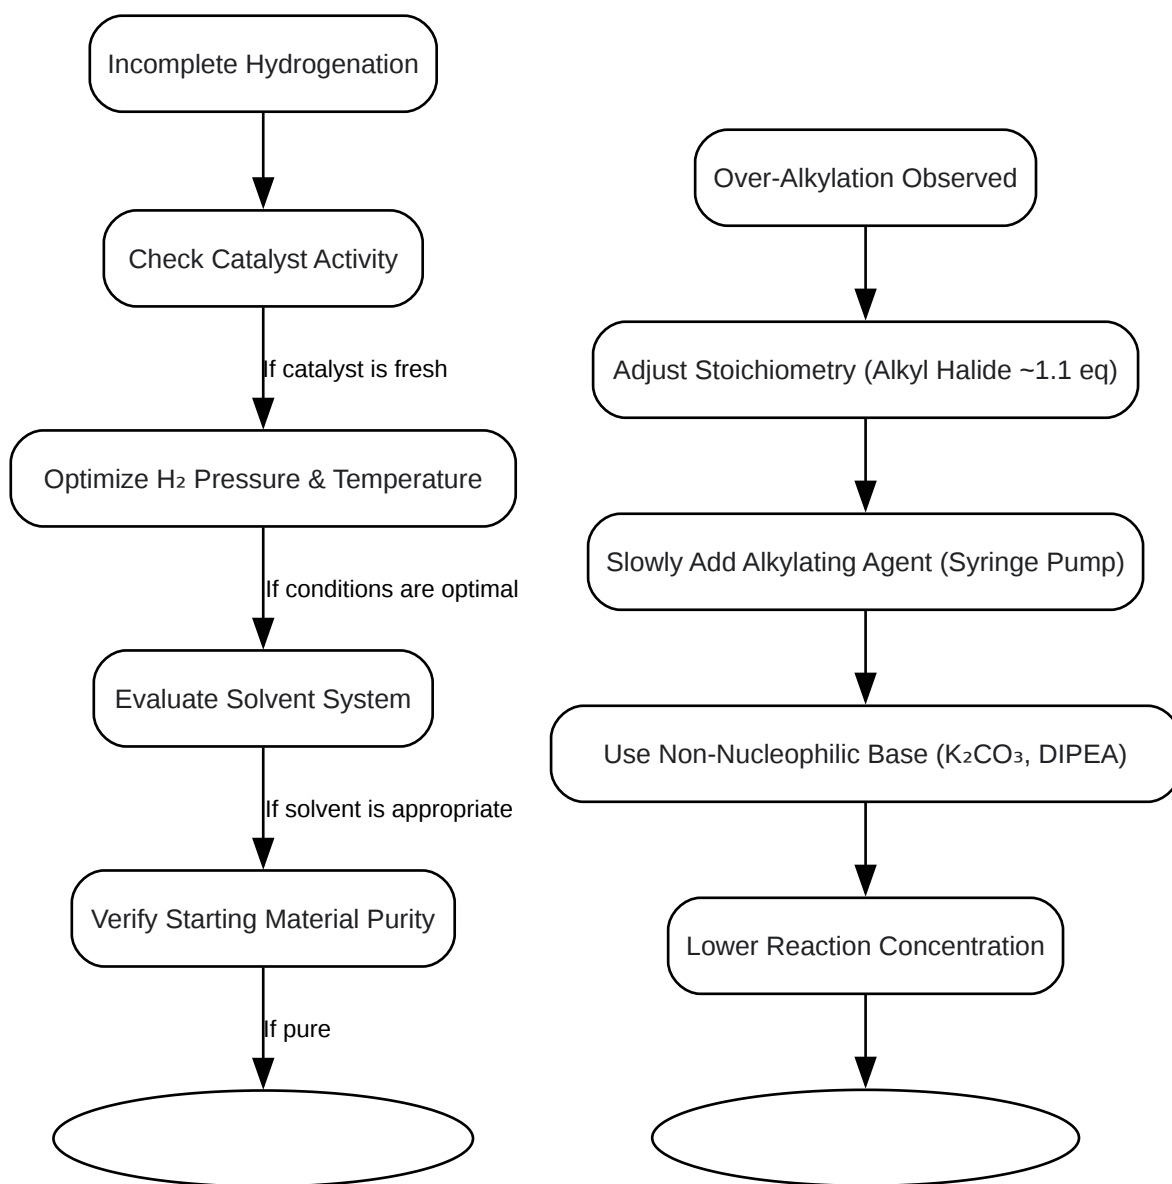 Incomplete Hydrogenation
Check Catalyst Activity
If catalyst is fresh
Optimize H₂ Pressure & Temperature
If conditions are optimal
Evaluate Solvent System
If solvent is appropriate
Verify Starting Material Purity
If pure
Over-Alkylation Observed
Adjust Stoichiometry (Alkyl Halide ~1.1 eq)
Slowly Add Alkylating Agent (Syringe Pump)
Use Non-Nucleophilic Base (K₂CO₃, DIPEA)
Lower Reaction Concentration